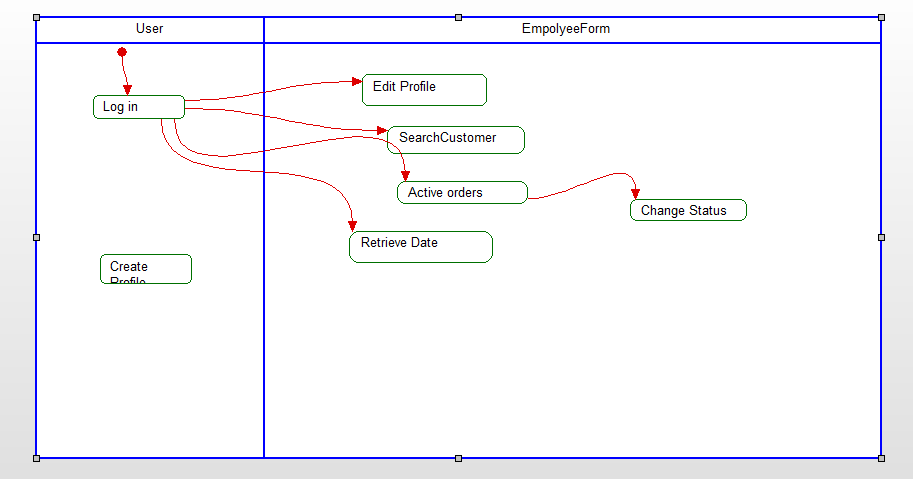 User
EmpolyeeForm
Edit Profile
Log in
SearchCustomer
Active orders
Change Status
Retrieve Date
Create
Profile